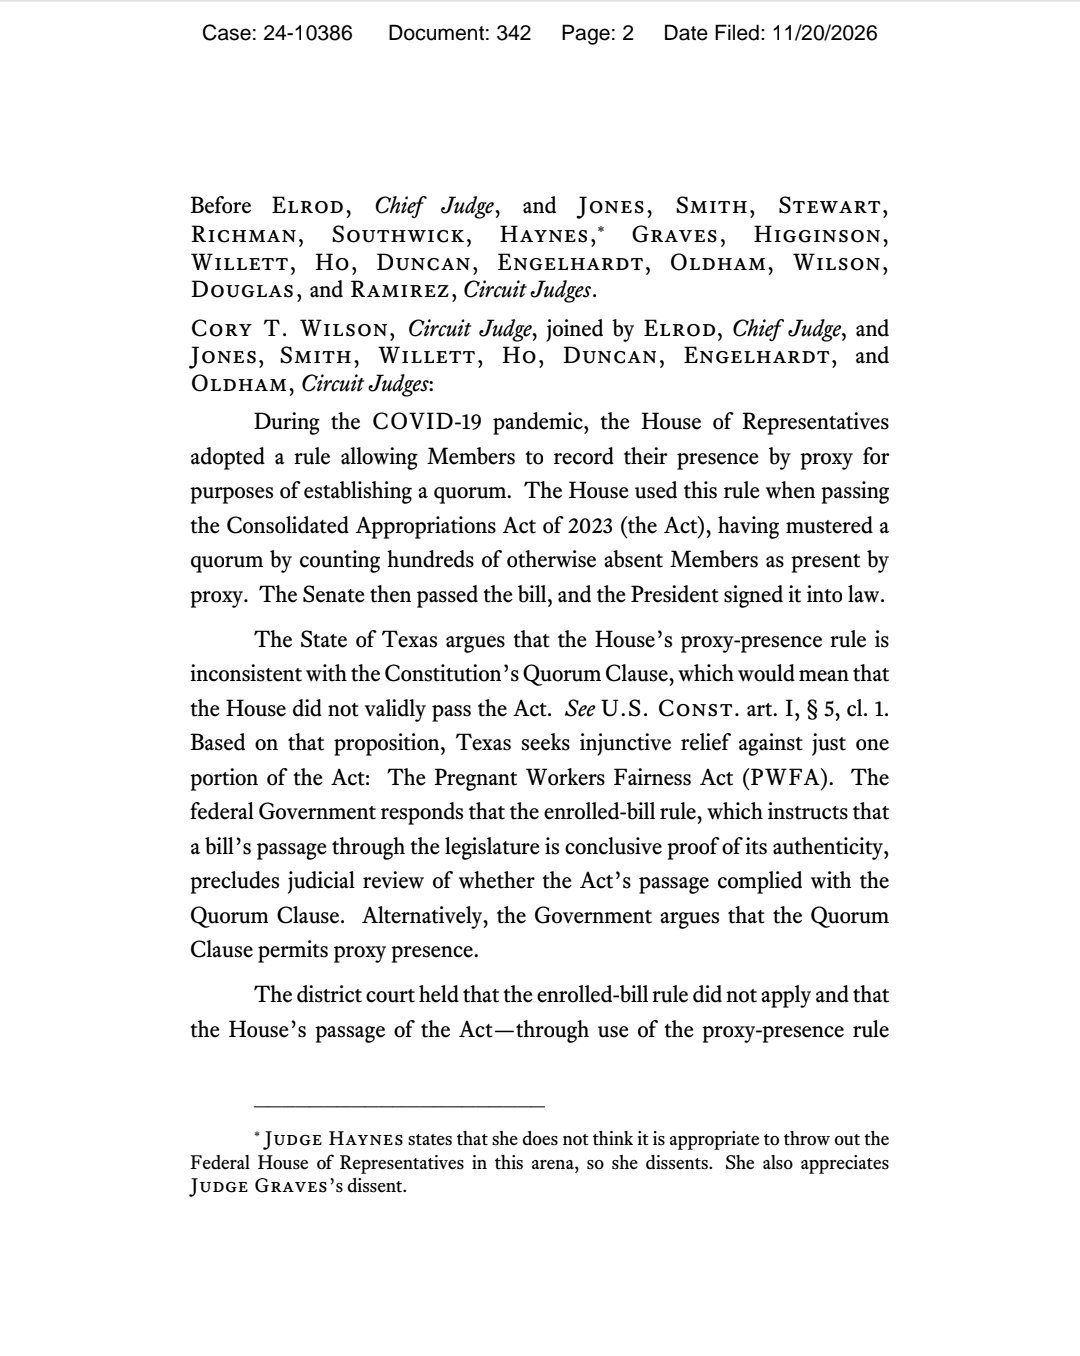 Case: 24-10386 Document: 342 Page: 2 Date Filed: 11/20/2026
Before ELROD, Chief Judge, and JONES, SMITH, STEWART,
RICHMAN, SOUTHWICK, HAYNES,* GRAVES, HIGGINSON,
WILLETT, HO, DUNCAN, ENGELHARDT, OLDHAM, WILSON,
DOUGLAS, and RAMIREZ, Circuit Judges.
CORY T. WILSON, Circuit Judge, joined by ELROD, Chief Judge, and
JONES, SMITH, WILLETT, HO, DUNCAN, ENGELHARDT, and
OLDHAM, Circuit Judges:
During the COVID-19 pandemic, the House of Representatives
adopted a rule allowing Members to record their presence by proxy for
purposes of establishing a quorum. The House used this rule when passing
the Consolidated Appropriations Act of 2023 (the Act), having mustered a
quorum by counting hundreds of otherwise absent Members as present by
proxy. The Senate then passed the bill, and the President signed it into law.
The State of Texas argues that the House's proxy-presence rule is
inconsistent with the Constitution's Quorum Clause, which would mean that
the House did not validly pass the Act. See U.S. CONST. art. I, § 5, cl. 1.
Based on that proposition, Texas seeks injunctive relief against just one
portion of the Act: The Pregnant Workers Fairness Act (PWFA). The
federal Government responds that the enrolled-bill rule, which instructs that
a bill's passage through the legislature is conclusive proof of its authenticity,
precludes judicial review of whether the Act's passage complied with the
Quorum Clause. Alternatively, the Government argues that the Quorum
Clause permits proxy presence.
The district court held that the enrolled-bill rule did not apply and that
the House's passage of the Act—through use of the proxy-presence rule
* JUDGE HAYNES states that she does not think it is appropriate to throw out the
Federal House of Representatives in this arena, so she dissents. She also appreciates
JUDGE GRAVES's dissent.